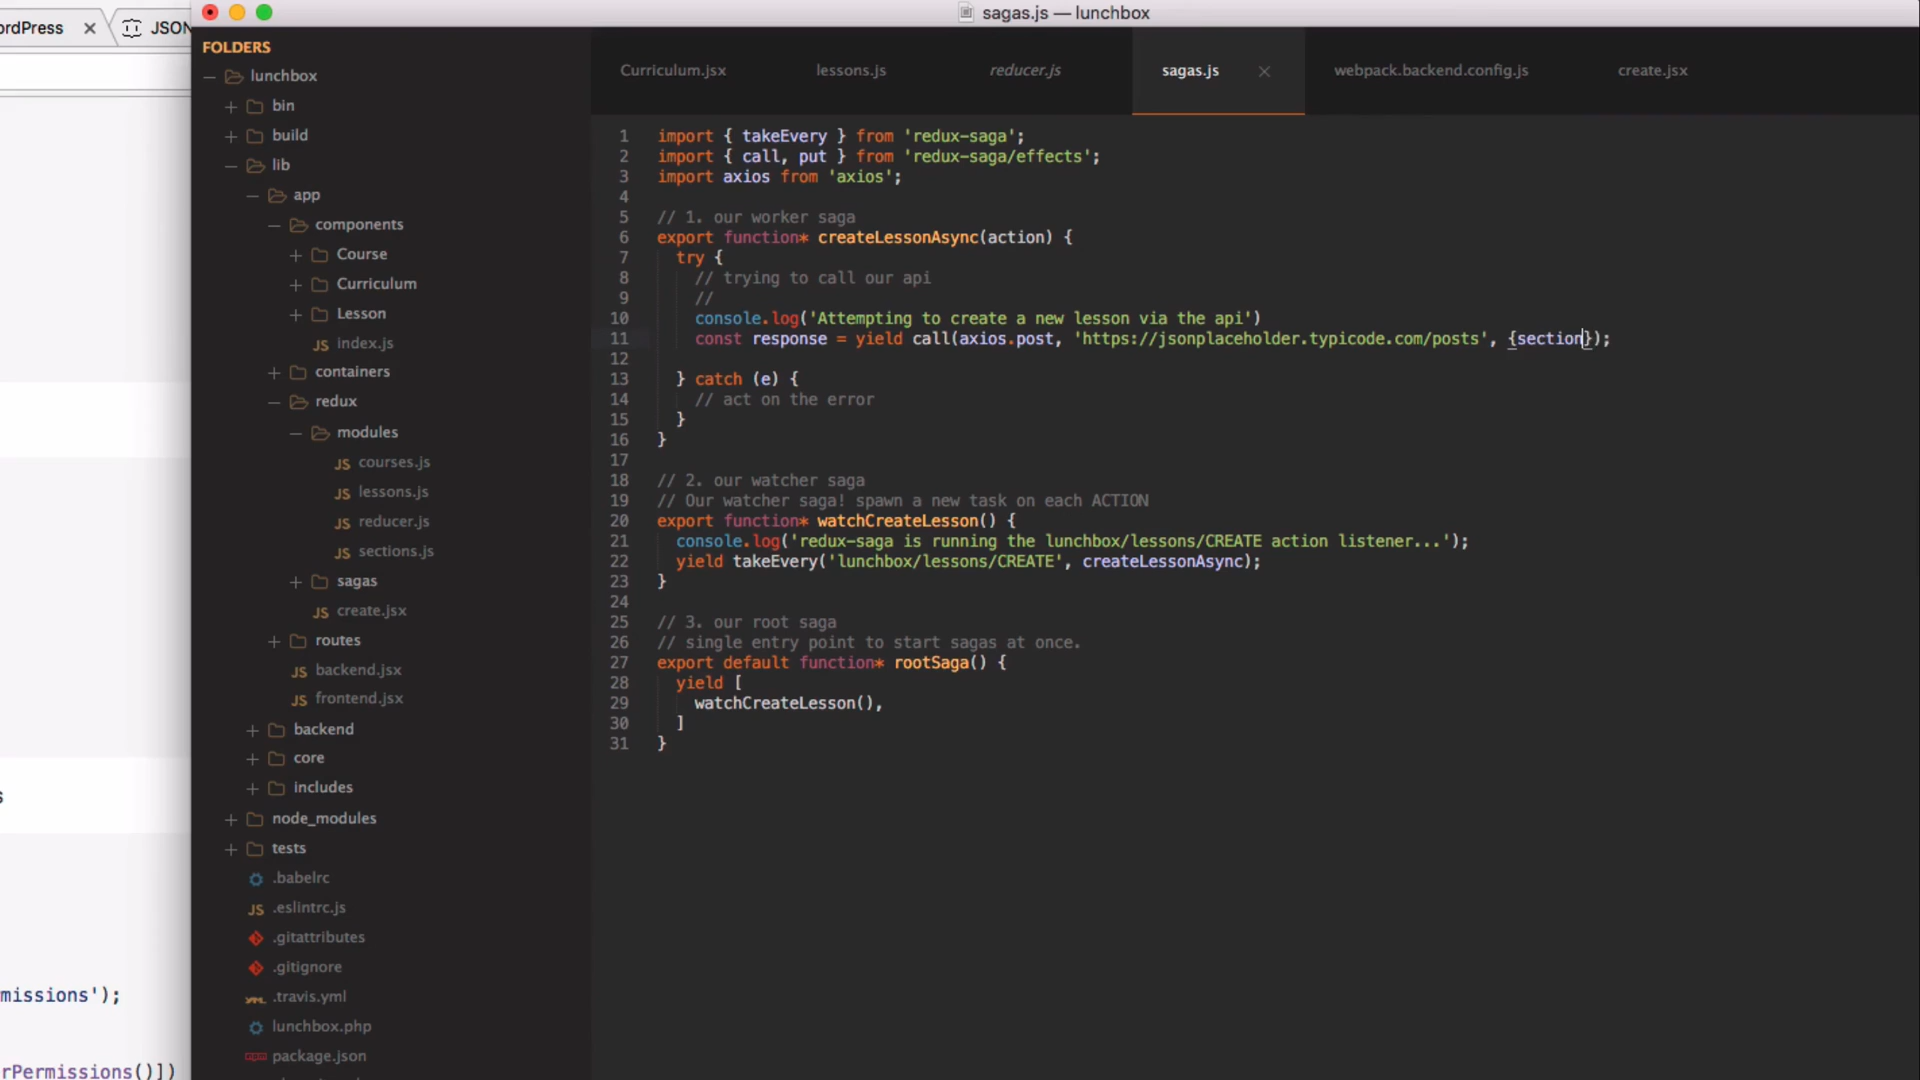 sagas.js — lunchbox
ordPress
JSON
s
missions');
rPermissions()])
FOLDERS
lunchbox
bin
build
lib
app
components
Course
Curriculum
Lesson
JS index.js
containers
redux
modules
JS courses.js
JS lessons.js
JS reducer.js
JS sections.js
sagas
JS create.jsx
routes
JS backend.jsx
JS frontend.jsx
backend
core
includes
node_modules
tests
.babelrc
JS .eslintrc.js
.gitattributes
.gitignore
.travis.yml
lunchbox.php
package.json
Curriculum.jsx lessons.js reducer.js sagas.js webpack.backend.config.js create.jsx
1 import { takeEvery } from 'redux-saga';
2 import { call, put } from 'redux-saga/effects';
3 import axios from 'axios';
4
5 // 1. our worker saga
6 export function* createLessonAsync(action) {
7 try {
8 // trying to call our api
9 //
10 console.log('Attempting to create a new lesson via the api')
11 const response = yield call(axios.post, 'https://jsonplaceholder.typicode.com/posts', {section});
12
13 } catch (e) {
14 // act on the error
15 }
16 }
17
18 // 2. our watcher saga
19 // Our watcher saga! spawn a new task on each ACTION
20 export function* watchCreateLesson() {
21 console.log('redux-saga is running the lunchbox/lessons/CREATE action listener...');
22 yield takeEvery('lunchbox/lessons/CREATE', createLessonAsync);
23 }
24
25 // 3. our root saga
26 // single entry point to start sagas at once.
27 export default function* rootSaga() {
28 yield [
29 watchCreateLesson(),
30 ]
31 }